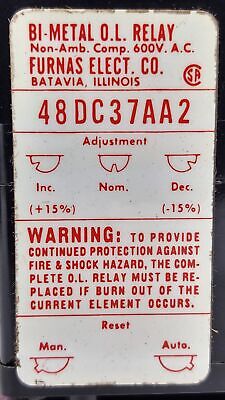 BI-METAL O.L. RELAY
Non-Amb. Comp. 600V. A.C.
FURNAS ELECT. CO.
BATAVIA, ILLINOIS
SA
48DC37AA2
Adjustment
Inc. Nom. Dec.
(+15%) (-15%)
WARNING: TO PROVIDE
CONTINUED PROTECTION AGAINST
FIRE & SHOCK HAZARD, THE COM-
PLETE O.L. RELAY MUST BE RE-
PLACED IF BURN OUT OF THE
CURRENT ELEMENT OCCURS.
Reset
Man. Auto.